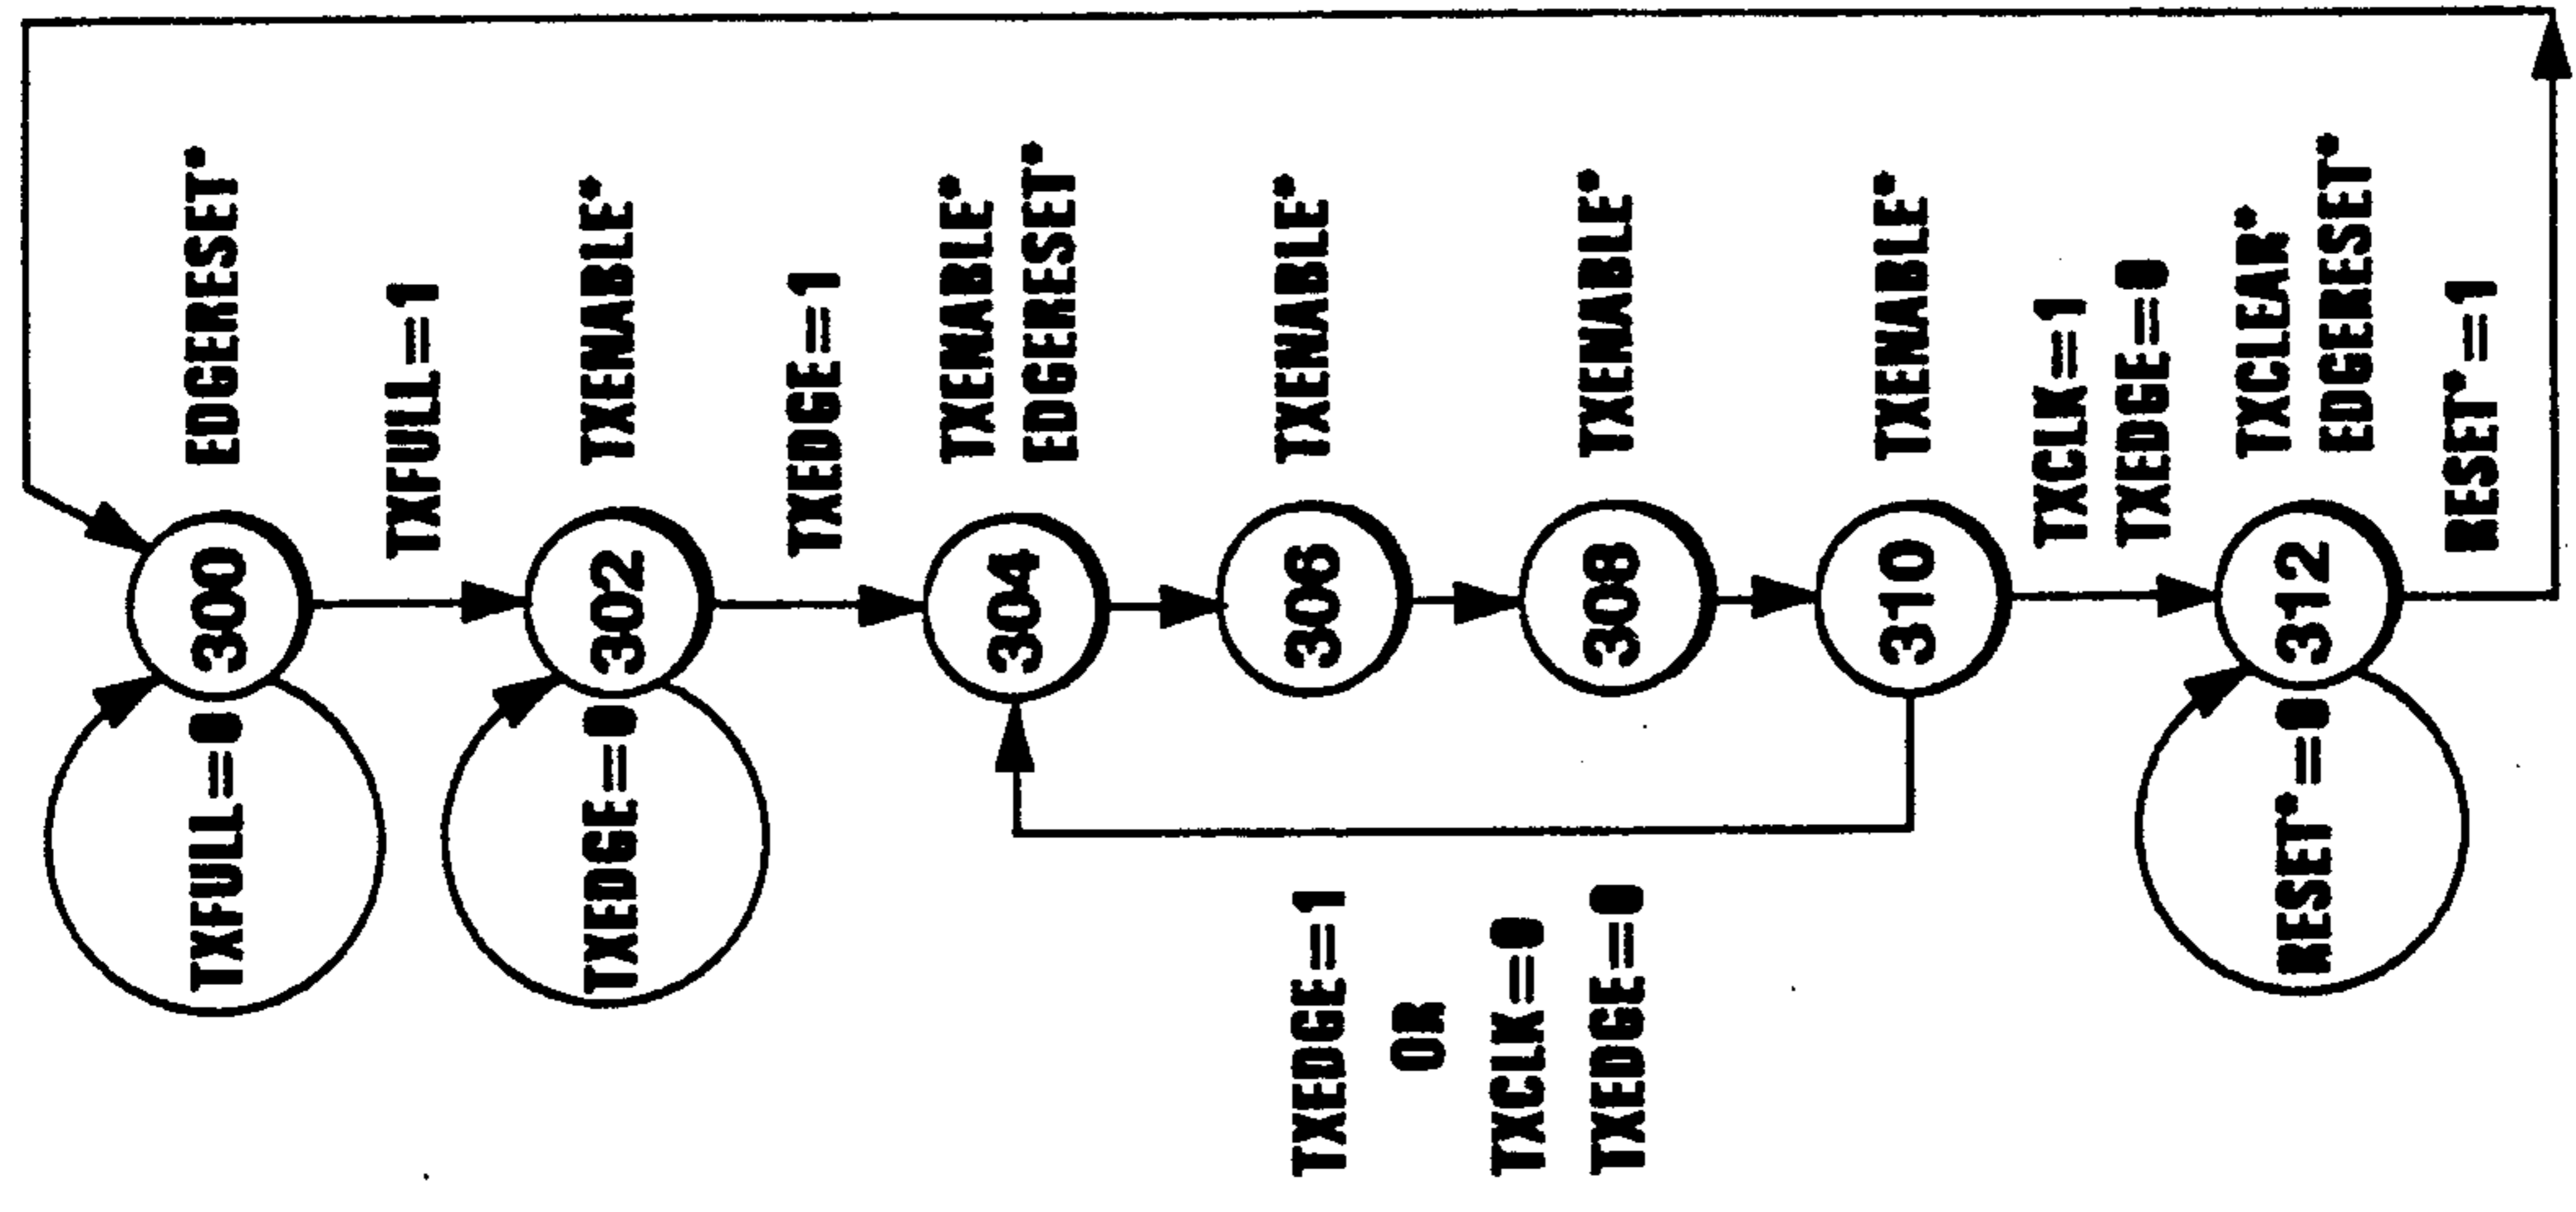 EDGERESET*
300
TXFULL=0
TXFULL=1
TXENABLE*
302
TXEDGE=0
TXEDGE=1
TXENABLE*
EDGERESET*
304
TXENABLE*
306
TXENABLE*
308
TXENABLE*
310
TXEDGE=1
OR
TXCLK=0
TXEDGE=0
TXCLK=1
TXEDGE=0
TXCLEAR*
EDGERESET*
312
RESET*=0
RESET*=1